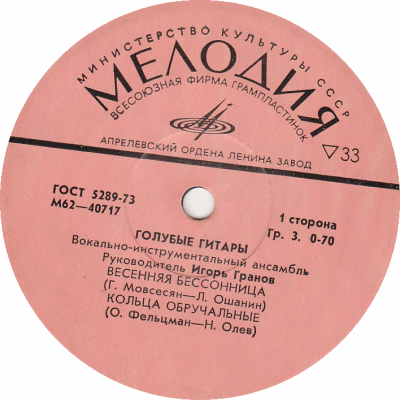 МИНИСТЕРСТВО КУЛЬТУРЫ СССР
МЕЛОДИЯ
ВСЕСОЮЗНАЯ ФИРМА ГРАМПЛАСТИНОК
АПРЕЛЕВСКИЙ ОРДЕНА ЛЕНИНА ЗАВОД
▽33
ГОСТ 5289-73
М62—40717
1 сторона
Гр. 3. 0-70
ГОЛУБЫЕ ГИТАРЫ
Вокально-инструментальный ансамбль
Руководитель Игорь Гранов
ВЕСЕННЯЯ БЕССОННИЦА
(Г. Мовсесян—Л. Ошанин)
КОЛЬЦА ОБРУЧАЛЬНЫЕ
(О. Фельцман—Н. Олев)